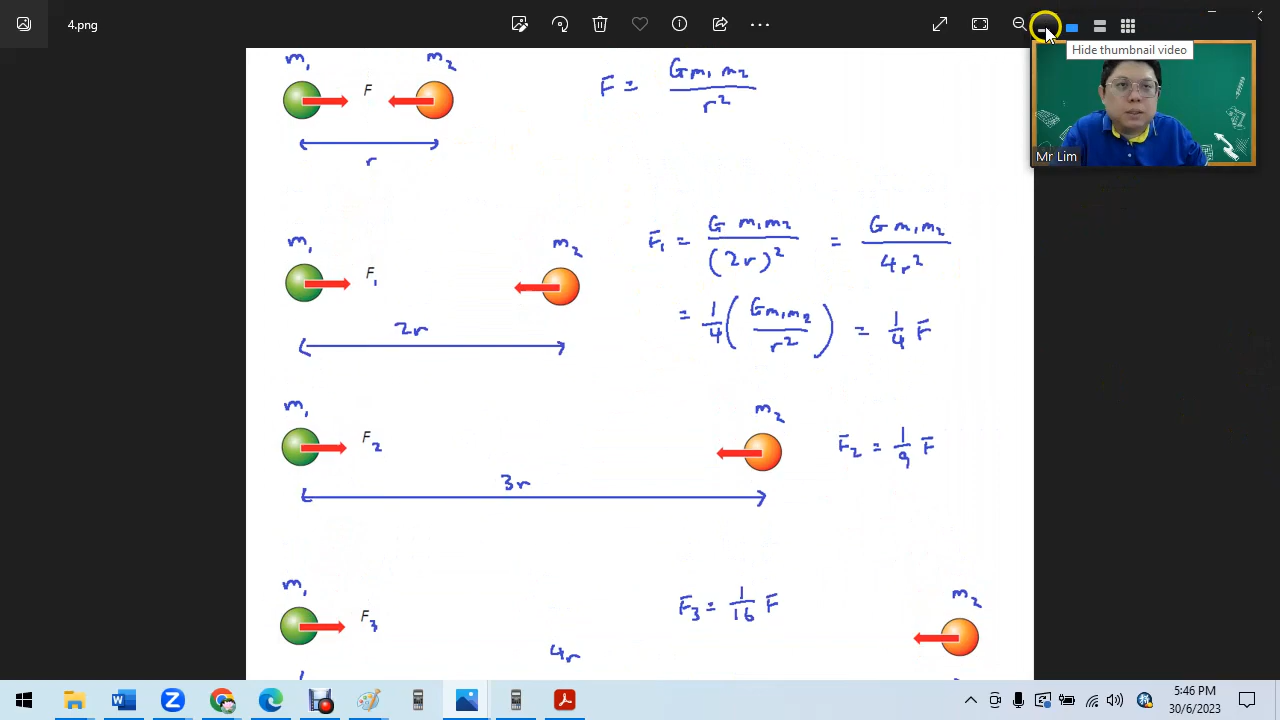 4.png
Hide thumbnail video
Mr Lim
m₁ m₂
F
r
F = Gm₁m₂ / r²
m₁ m₂
F₁
2r
F₁ = G m₁m₂ / (2r)² = G m₁m₂ / 4r²
= 1/4 (Gm₁m₂ / r²) = 1/4 F
m₁ m₂
F₂
3r
F₂ = 1/9 F
m₁ m₂
F₃
4r
F₃ = 1/16 F
5:46 PM
30/6/2023